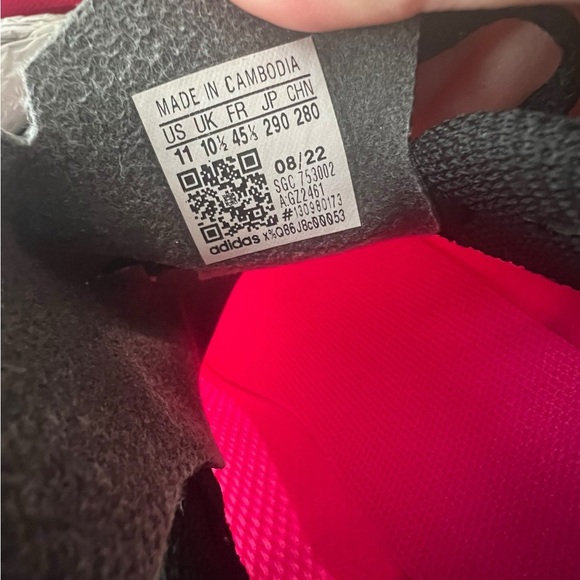 MADE IN CAMBODIA
US UK FR JP CHN
11 10½ 45⅓ 290 280
08/22
SGC 753002
A:GZ2461
#130980173
adidas x%Q86J8c00053